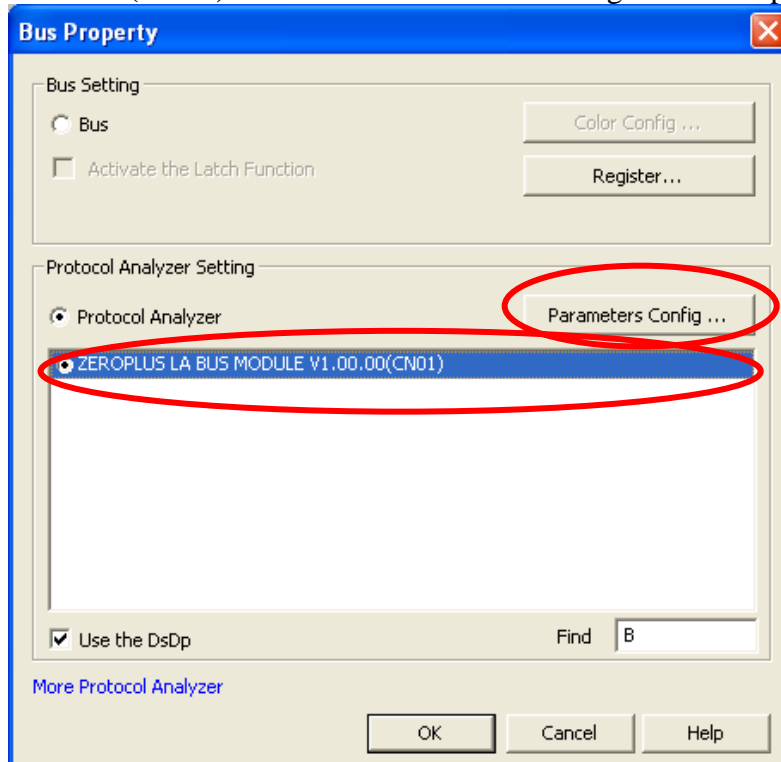 Bus Property
Bus Setting
Bus
Color Config ...
Activate the Latch Function
Register...
Protocol Analyzer Setting
Protocol Analyzer
Parameters Config ...
ZEROPLUS LA BUS MODULE V1.00.00(CN01)
Use the DsDp
Find
B
More Protocol Analyzer
OK
Cancel
Help